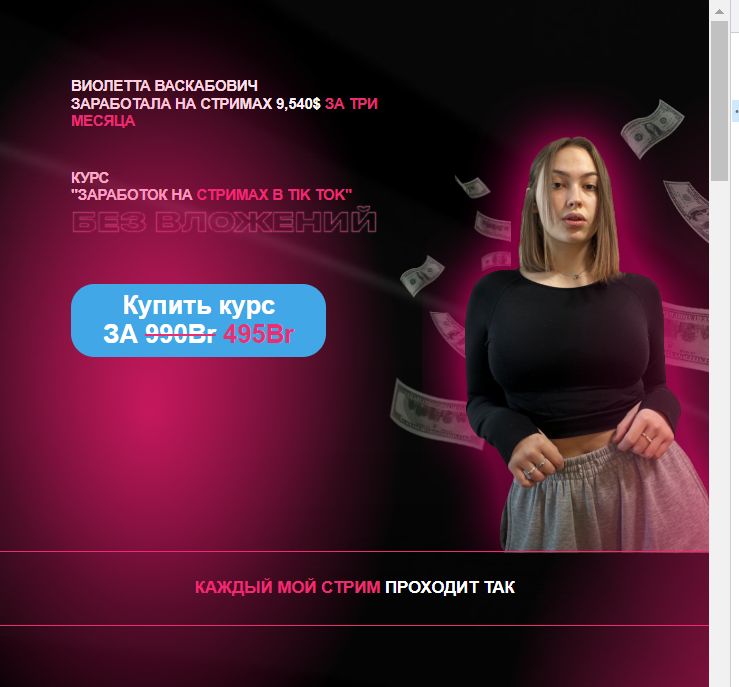 ВИОЛЕТТА ВАСКАБОВИЧ
ЗАРАБОТАЛА НА СТРИМАХ 9,540$ ЗА ТРИ
МЕСЯЦА
КУРС
"ЗАРАБОТОК НА СТРИМАХ В TIK TOK"
БЕЗ ВЛОЖЕНИЙ
Купить курс
ЗА 990Br 495Br
КАЖДЫЙ МОЙ СТРИМ ПРОХОДИТ ТАК